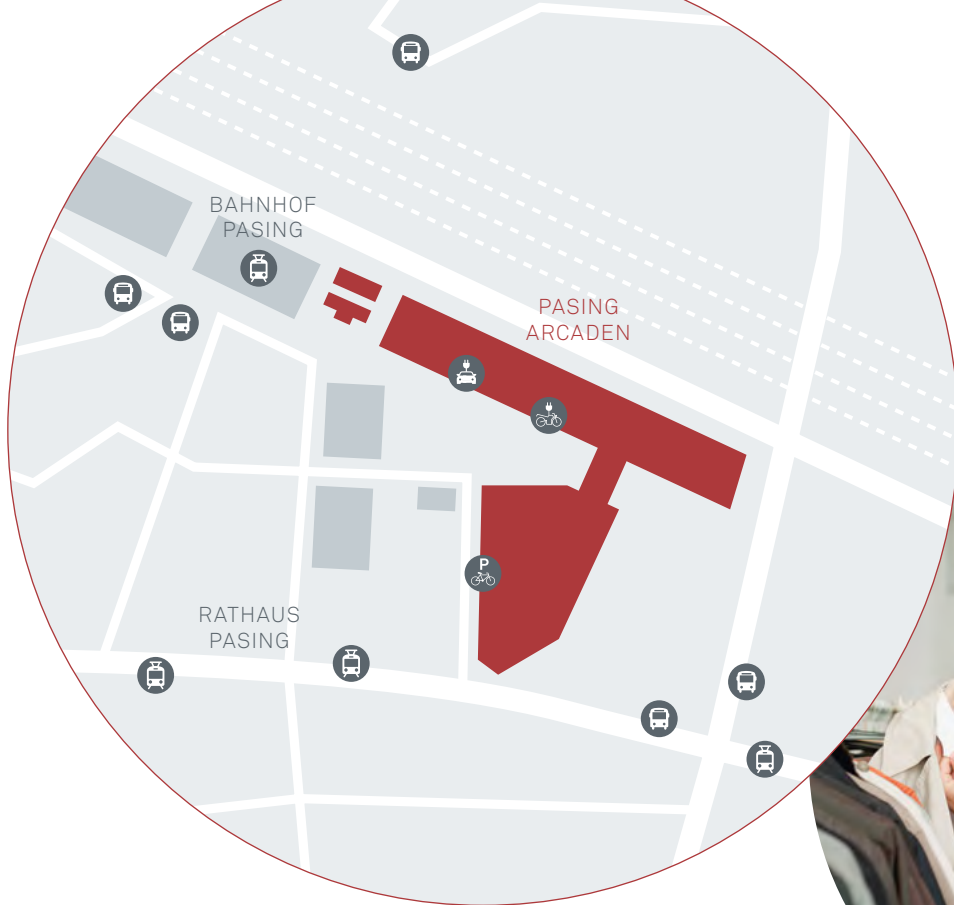 BAHNHOF
PASING
PASING
ARCADEN
P
RATHAUS
PASING